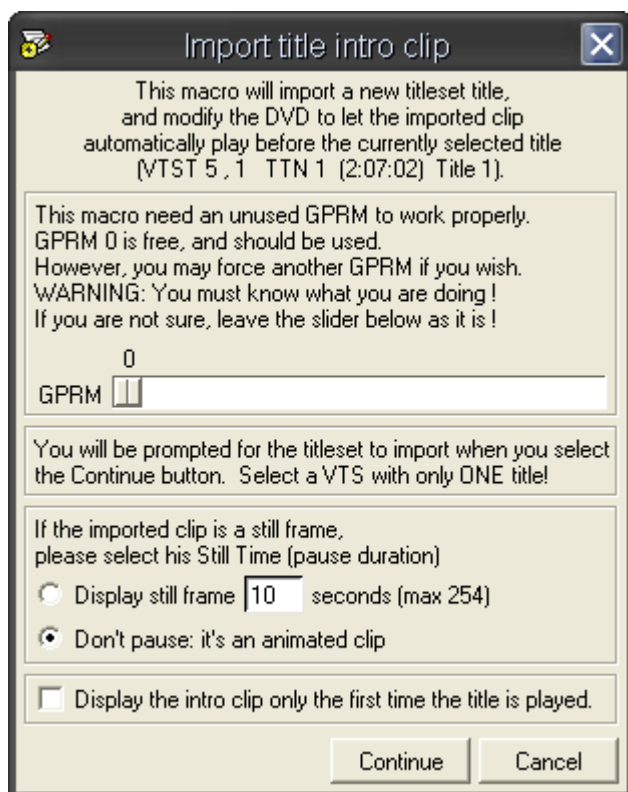 Import title intro clip
This macro will import a new titleset title,
and modify the DVD to let the imported clip
automatically play before the currently selected title
(VTST 5 , 1   TTN 1  (2:07:02)  Title 1).
This macro need an unused GPRM to work properly.
GPRM 0 is free, and should be used.
However, you may force another GPRM if you wish.
WARNING: You must know what you are doing !
If you are not sure, leave the slider below as it is !
0
GPRM
You will be prompted for the titleset to import when you select
the Continue button.  Select a VTS with only ONE title!
If the imported clip is a still frame,
please select his Still Time (pause duration)
Display still frame 10 seconds (max 254)
Don't pause: it's an animated clip
Display the intro clip only the first time the title is played.
Continue Cancel